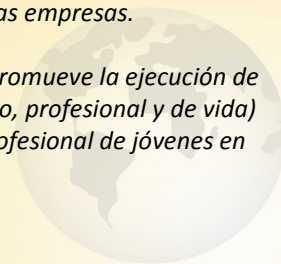 as empresas.
romueve la ejecución de
o, profesional y de vida)
ofesional de jóvenes en